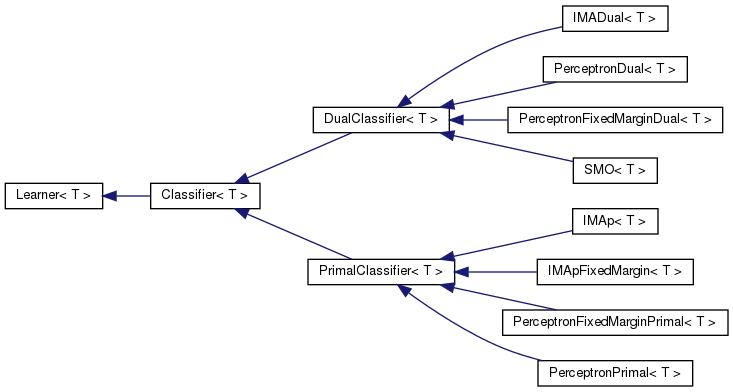 IMADual< T >
PerceptronDual< T >
DualClassifier< T >
PerceptronFixedMarginDual< T >
SMO< T >
Learner< T >
Classifier< T >
IMAp< T >
PrimalClassifier< T >
IMApFixedMargin< T >
PerceptronFixedMarginPrimal< T >
PerceptronPrimal< T >